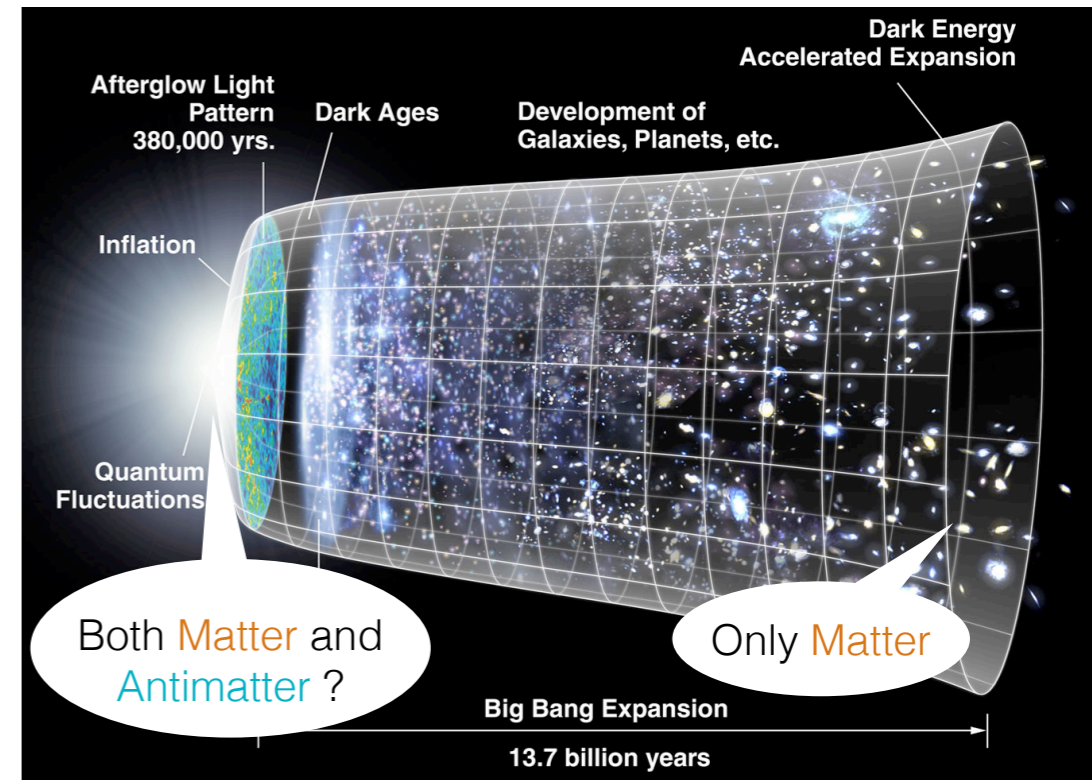 Dark Energy
Accelerated Expansion
Afterglow Light
Pattern
380,000 yrs.
Dark Ages
Development of
Galaxies, Planets, etc.
Inflation
Quantum
Fluctuations
Both Matter and
Antimatter ?
Only Matter
Big Bang Expansion
13.7 billion years